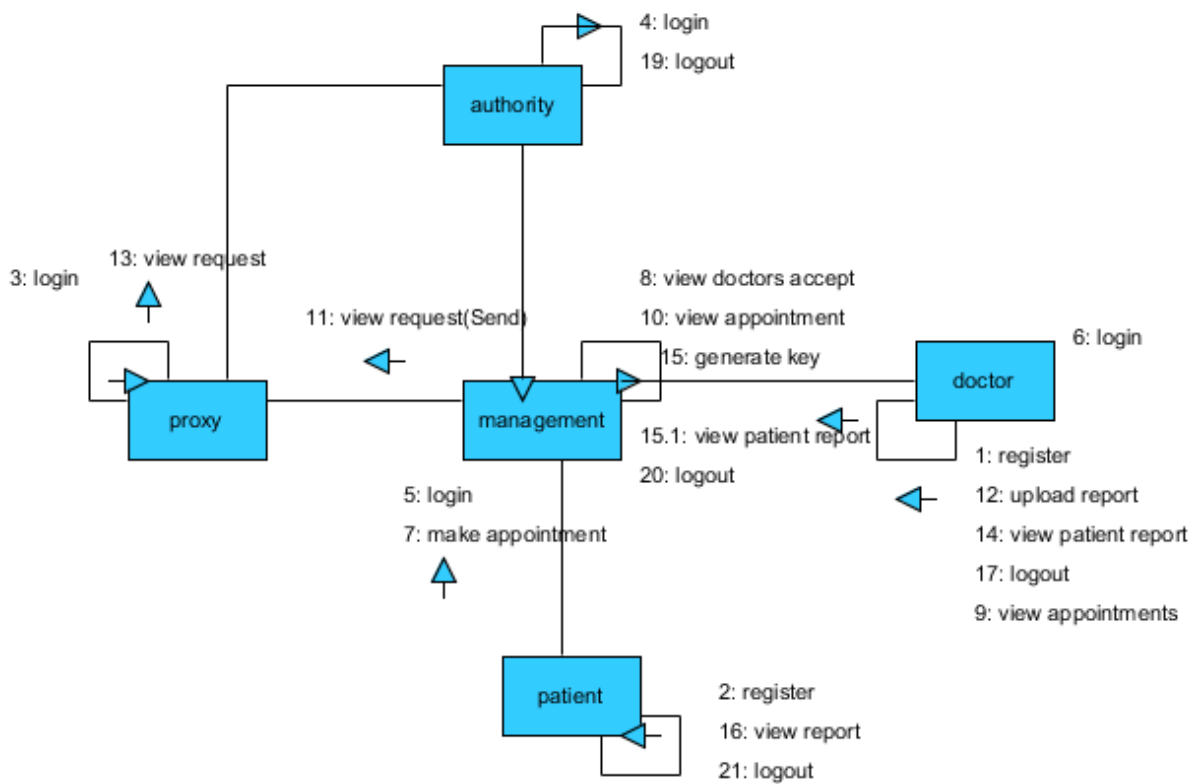 4: login
19: logout
authority
13: view request
3: login
8: view doctors accept
11: view request(Send)
10: view appointment
6: login
15: generate key
doctor
proxy
management
15.1: view patient report
1: register
20: logout
5: login
12: upload report
7: make appointment
14: view patient report
17: logout
9: view appointments
patient
2: register
16: view report
21: logout